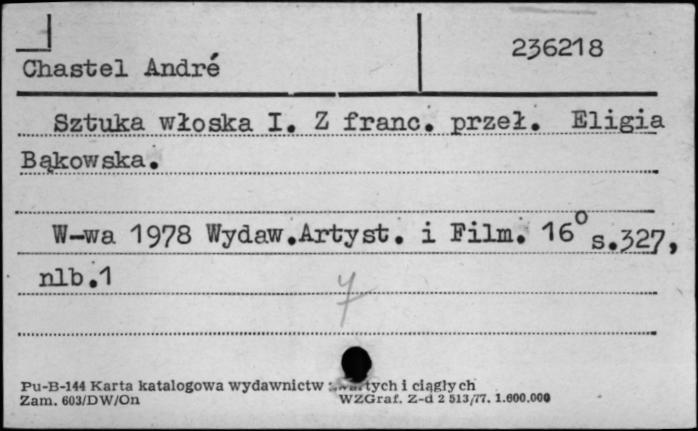 236218
Chastel André
Sztuka włoska I. Z franc. przeł. Eligia
Bąkowska.
W-wa 1978 Wydaw.Artyst. i Film. 16° s.327,
nlb.1
Pu-B-144 Karta katalogowa wydawnictw i ciągłych
Zam. 603/DW/On WZGraf. Z-d 2 513/77. 1.600.000